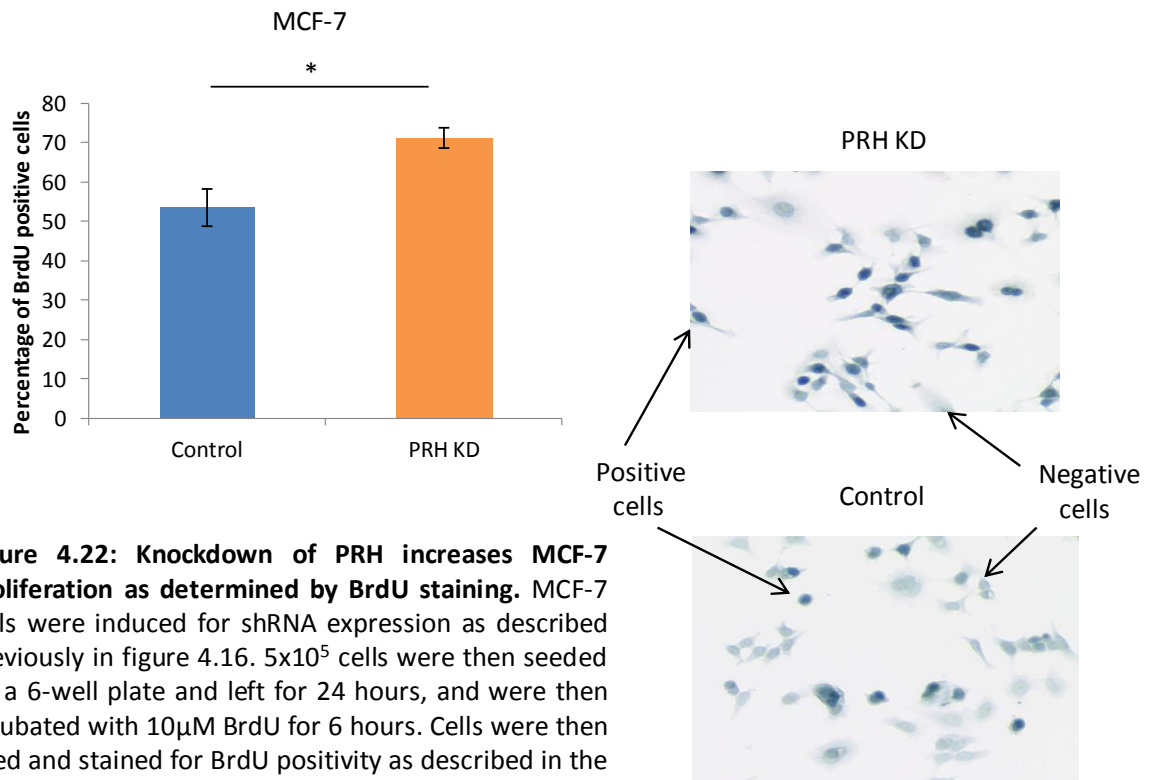 MCF-7
*
Percentage of BrdU positive cells
80
70
60
50
40
30
20
10
0
Control
PRH KD
PRH KD
Positive
cells
Negative
cells
Control
ure 4.22: Knockdown of PRH increases MCF-7
oliferation as determined by BrdU staining. MCF-7
ls were induced for shRNA expression as described
eviously in figure 4.16. 5x10⁵ cells were then seeded
a 6-well plate and left for 24 hours, and were then
ubated with 10µM BrdU for 6 hours. Cells were then
ed and stained for BrdU positivity as described in the